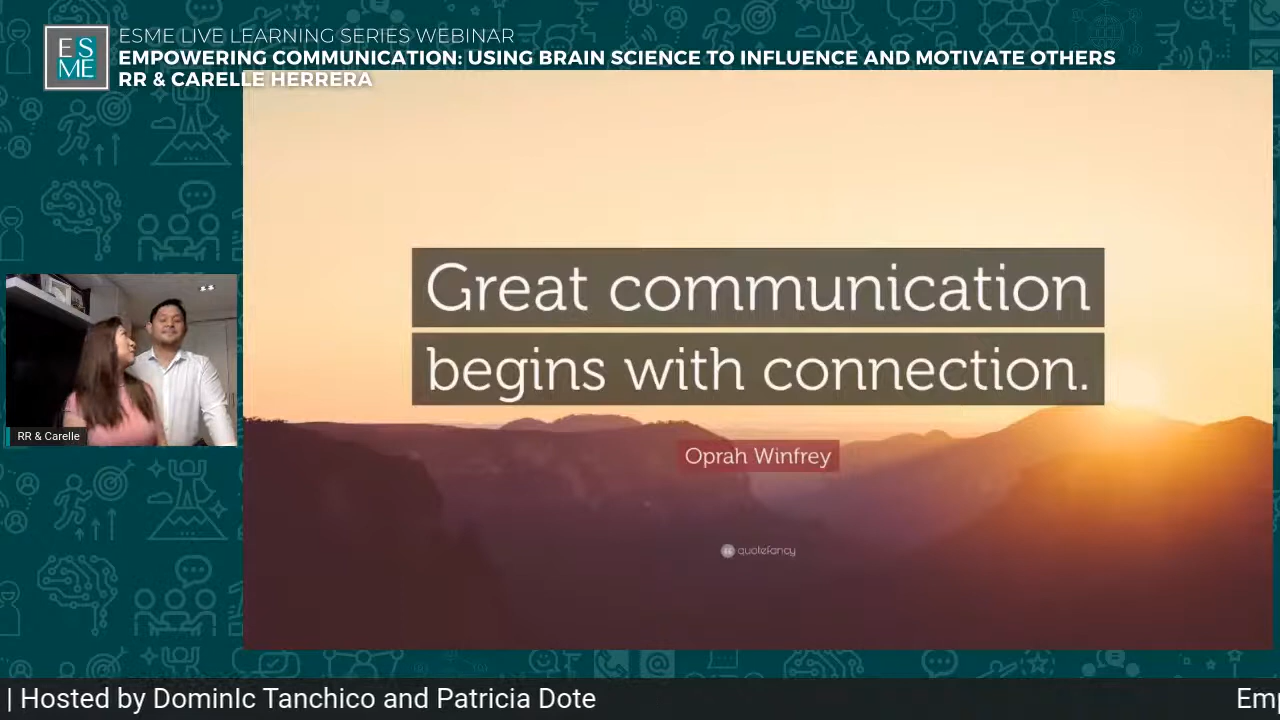 ES
ME
ESME LIVE LEARNING SERIES WEBINAR
EMPOWERING COMMUNICATION: USING BRAIN SCIENCE TO INFLUENCE AND MOTIVATE OTHERS
RR & CARELLE HERRERA
Great communication
begins with connection.
Oprah Winfrey
quotefancy
RR & Carelle
| Hosted by DominIc Tanchico and Patricia Dote
Emp